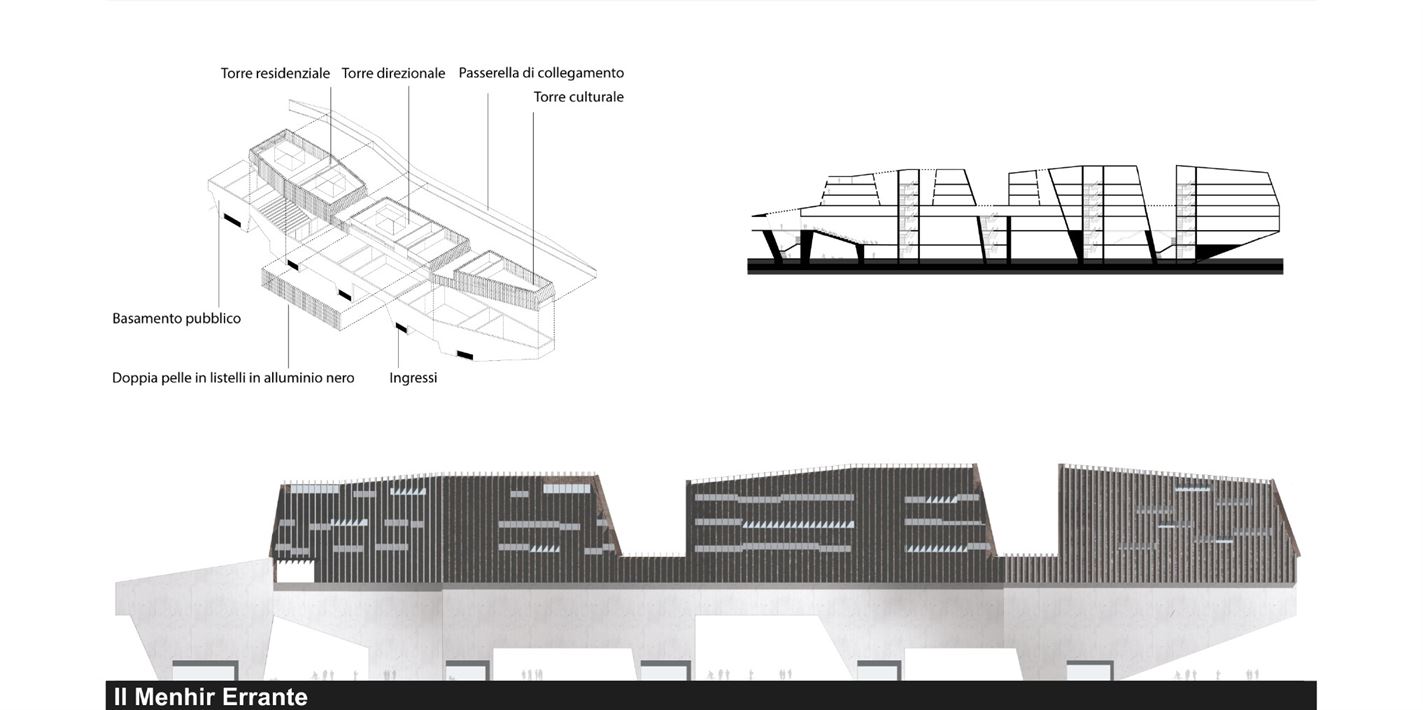 Torre residenziale
Torre direzionale
Passerella di collegamento
Torre culturale
Basamento pubblico
Doppia pelle in listelli in alluminio nero
Ingressi
Il Menhir Errante